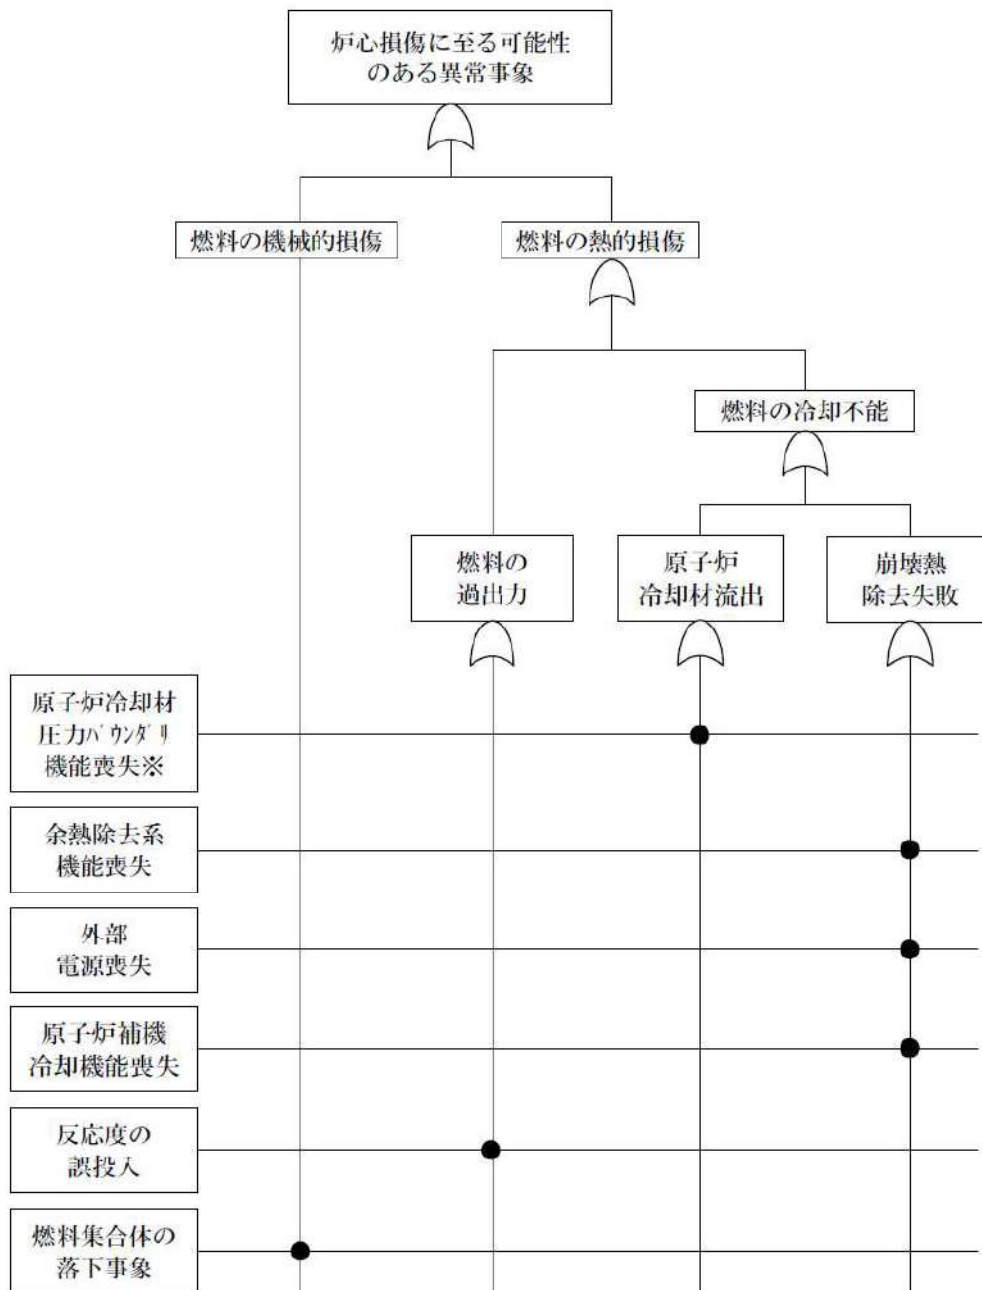 炉心損傷に至る可能性
のある異常事象
燃料の機械的損傷
燃料の熱的損傷
燃料の冷却不能
燃料の
過出力
原子炉
冷却材流出
崩壊熱
除去失敗
原子炉冷却材
圧力ﾊﾞｳﾝﾀﾞﾘ
機能喪失※
余熱除去系
機能喪失
外部
電源喪失
原子炉補機
冷却機能喪失
反応度の
誤投入
燃料集合体の
落下事象